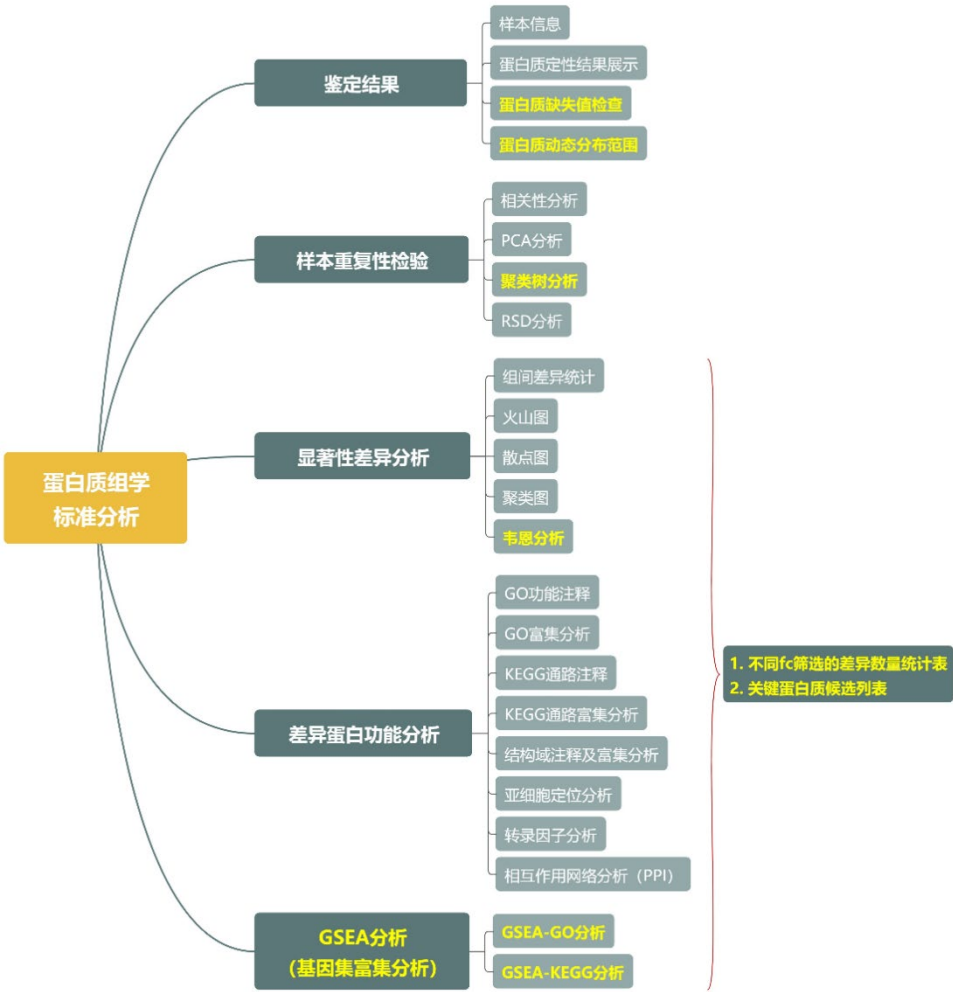 蛋白质组学
标准分析
鉴定结果
样本信息
蛋白质定性结果展示
蛋白质缺失值检查
蛋白质动态分布范围
样本重复性检验
相关性分析
PCA分析
聚类树分析
RSD分析
显著性差异分析
组间差异统计
火山图
散点图
聚类图
韦恩分析
差异蛋白功能分析
GO功能注释
GO富集分析
KEGG通路注释
KEGG通路富集分析
结构域注释及富集分析
亚细胞定位分析
转录因子分析
相互作用网络分析（PPI）
GSEA分析
(基因集富集分析)
GSEA-GO分析
GSEA-KEGG分析
1. 不同fc筛选的差异数量统计表
2. 关键蛋白质候选列表